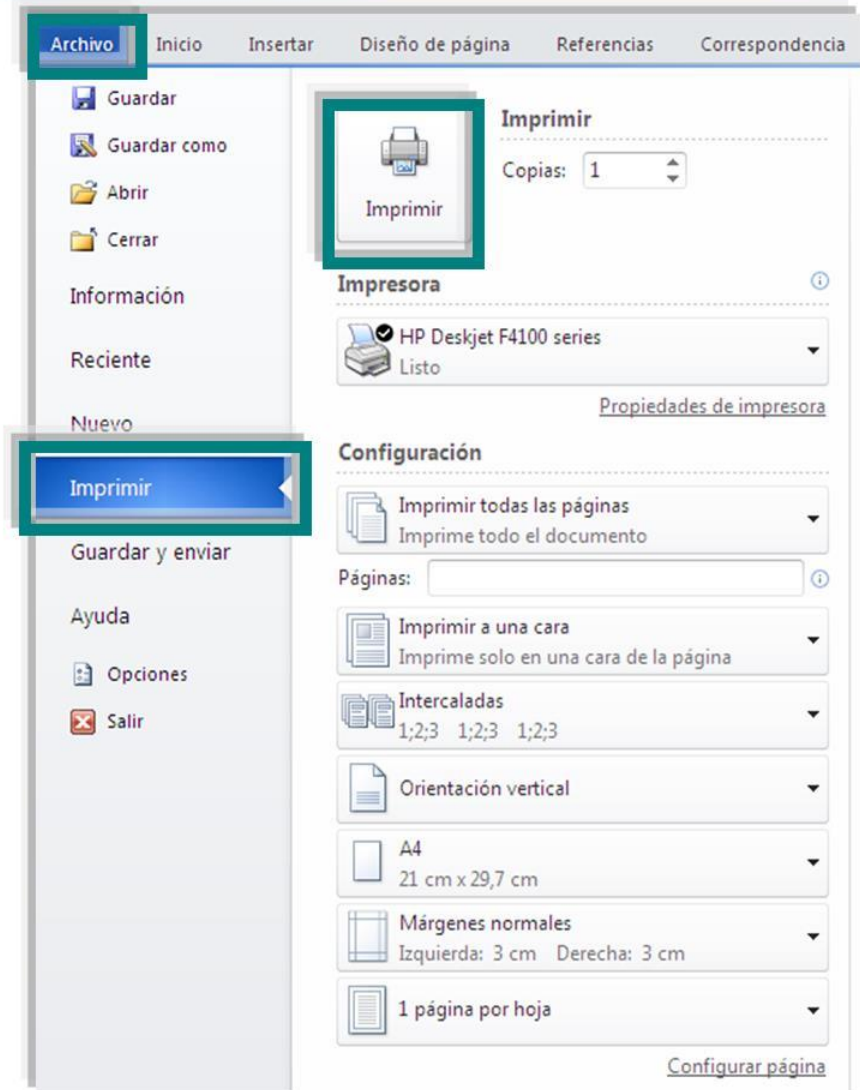 Archivo Inicio Insertar Diseño de página Referencias Correspondencia
Guardar
Guardar como
Abrir
Cerrar
Información
Reciente
Nuevo
Imprimir
Guardar y enviar
Ayuda
Opciones
Salir
Imprimir
Imprimir
Copias: 1
Impresora
HP Deskjet F4100 series
Listo
Propiedades de impresora
Configuración
Imprimir todas las páginas
Imprime todo el documento
Páginas:
Imprimir a una cara
Imprime solo en una cara de la página
Intercaladas
1;2;3 1;2;3 1;2;3
Orientación vertical
A4
21 cm x 29,7 cm
Márgenes normales
Izquierda: 3 cm Derecha: 3 cm
1 página por hoja
Configurar página